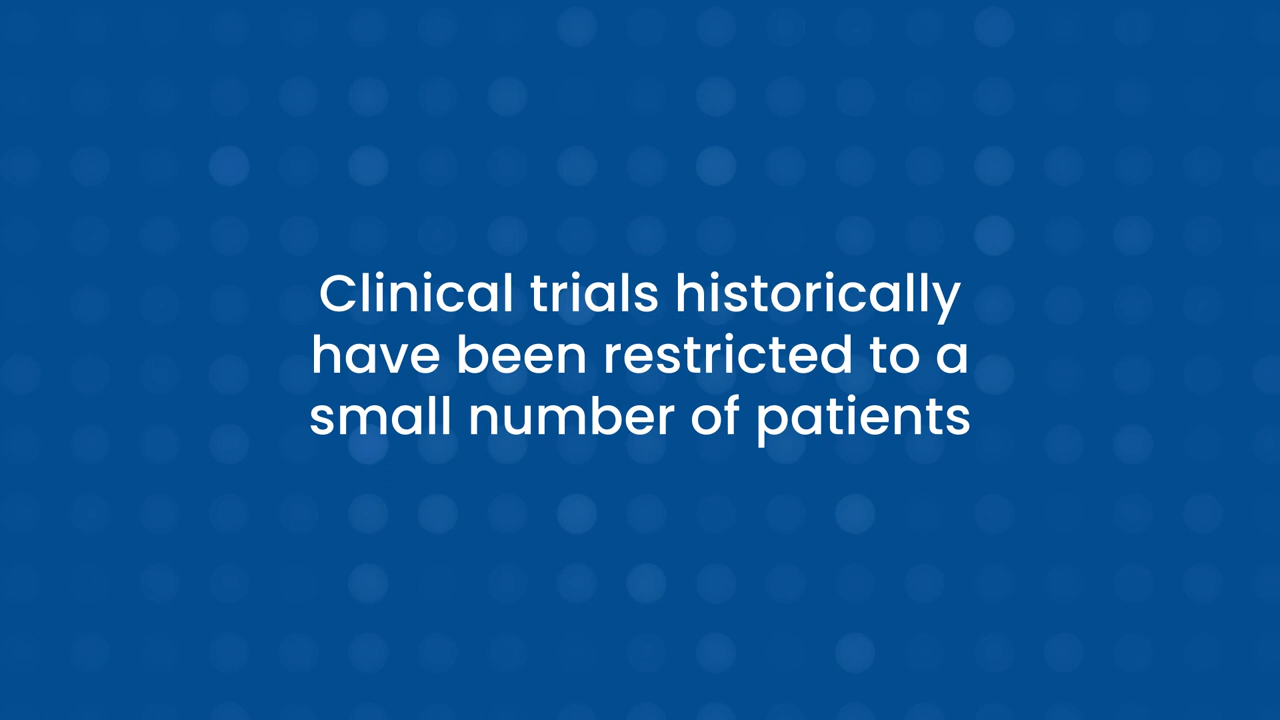 Clinical trials historically
have been restricted to a
small number of patients